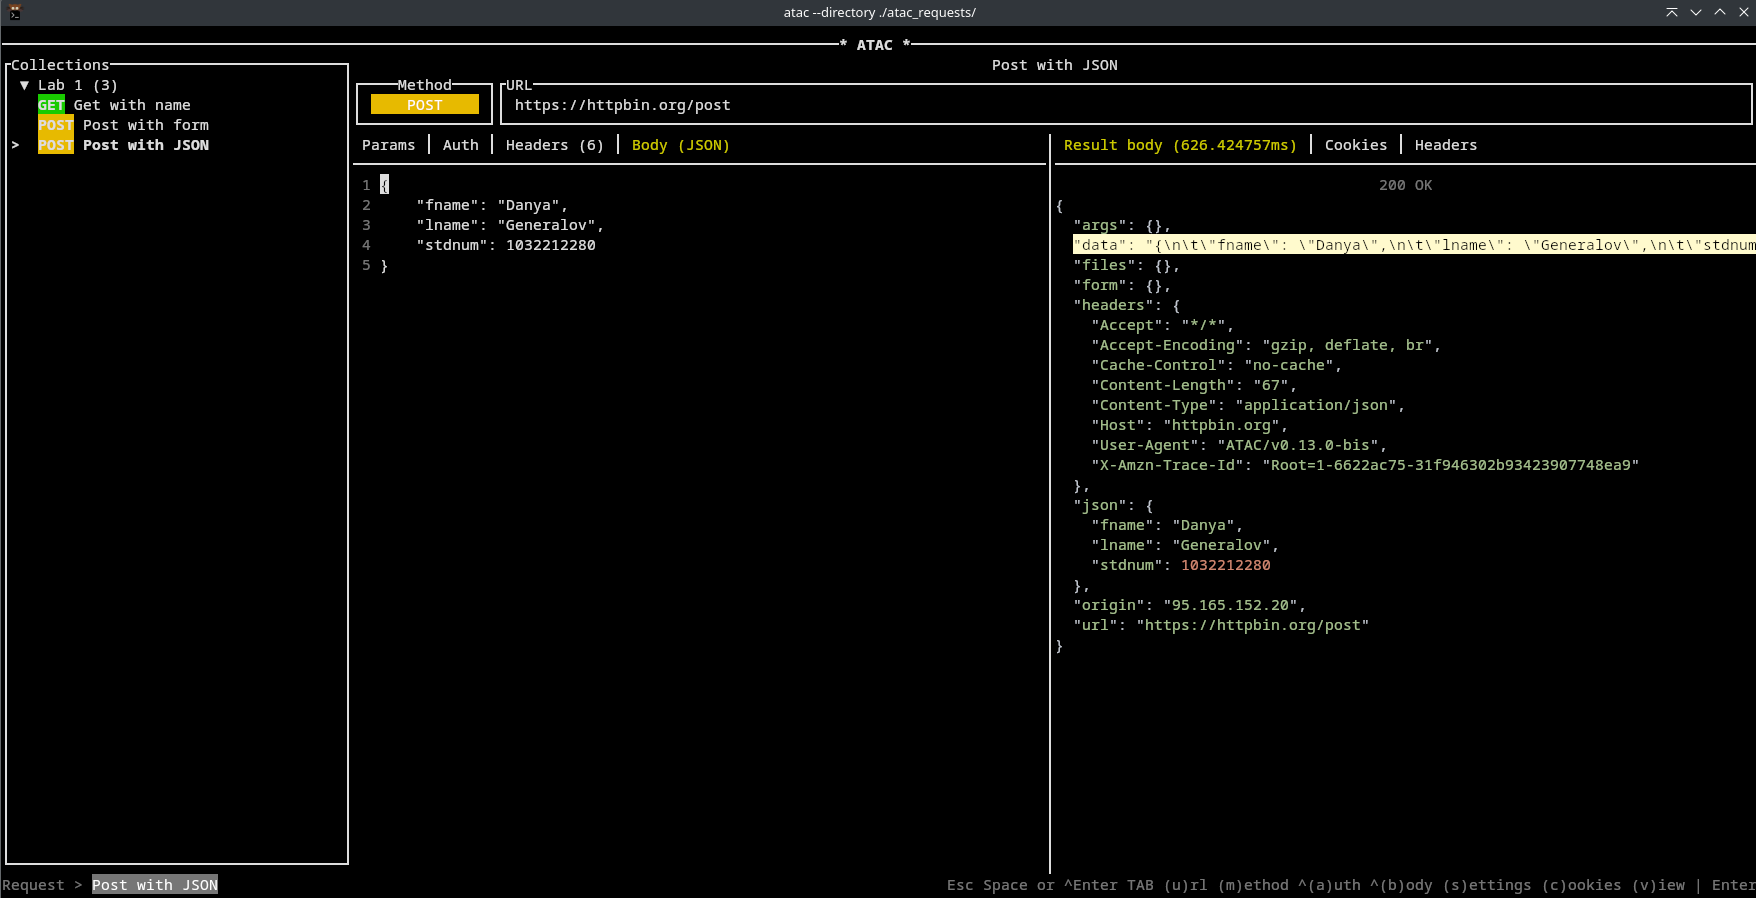 atac --directory ./atac_requests/
* ATAC *
Collections
▼ Lab 1 (3)
GET Get with name
POST Post with form
> POST Post with JSON
Post with JSON
Method
POST
URL
https://httpbin.org/post
Params | Auth | Headers (6) | Body (JSON)
1 {
2 "fname": "Danya",
3 "lname": "Generalov",
4 "stdnum": 1032212280
5 }
Result body (626.424757ms) | Cookies | Headers
200 OK
{
"args": {},
"data": "{\n\t\"fname\": \"Danya\",\n\t\"lname\": \"Generalov\",\n\t\"stdnum
"files": {},
"form": {},
"headers": {
"Accept": "*/*",
"Accept-Encoding": "gzip, deflate, br",
"Cache-Control": "no-cache",
"Content-Length": "67",
"Content-Type": "application/json",
"Host": "httpbin.org",
"User-Agent": "ATAC/v0.13.0-bis",
"X-Amzn-Trace-Id": "Root=1-6622ac75-31f946302b93423907748ea9"
},
"json": {
"fname": "Danya",
"lname": "Generalov",
"stdnum": 1032212280
},
"origin": "95.165.152.20",
"url": "https://httpbin.org/post"
}
Request > Post with JSON
Esc Space or ^Enter TAB (u)rl (m)ethod ^(a)uth ^(b)ody (s)ettings (c)ookies (v)iew | Enter